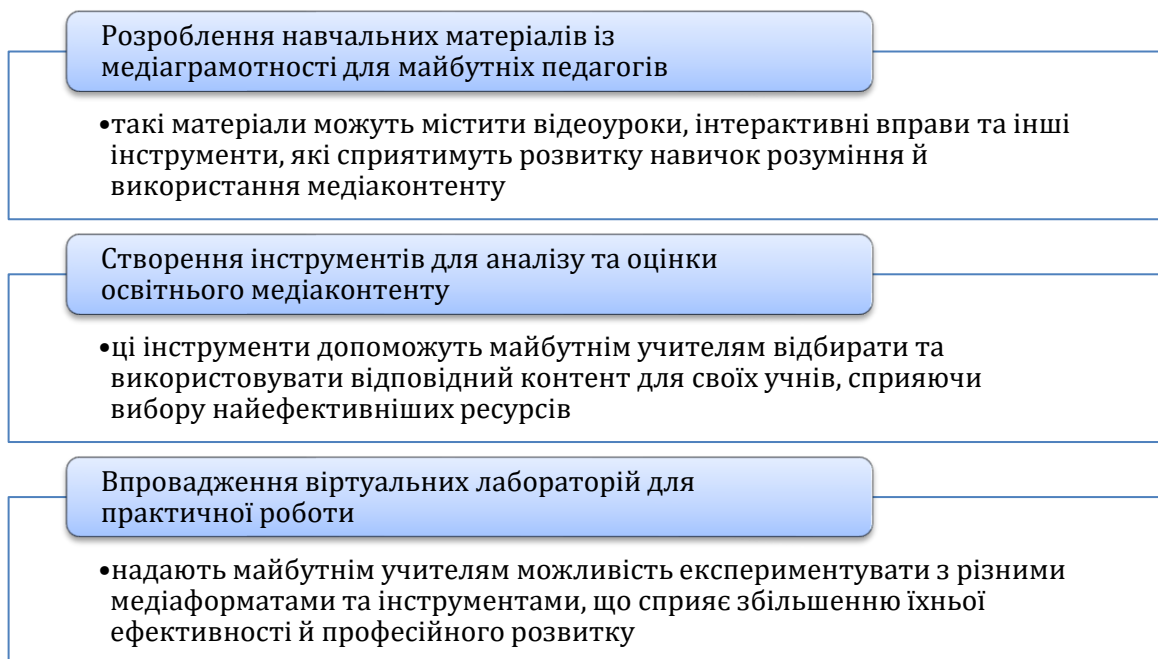 Розроблення навчальних матеріалів із
медіаграмотності для майбутніх педагогів
•такі матеріали можуть містити відеоуроки, інтерактивні вправи та інші
інструменти, які сприятимуть розвитку навичок розуміння й
використання медіаконтенту
Створення інструментів для аналізу та оцінки
освітнього медіаконтенту
•ці інструменти допоможуть майбутнім учителям відбирати та
використовувати відповідний контент для своїх учнів, сприяючи
вибору найефективніших ресурсів
Впровадження віртуальних лабораторій для
практичної роботи
•надають майбутнім учителям можливість експериментувати з різними
медіаформатами та інструментами, що сприяє збільшенню їхньої
ефективності й професійного розвитку